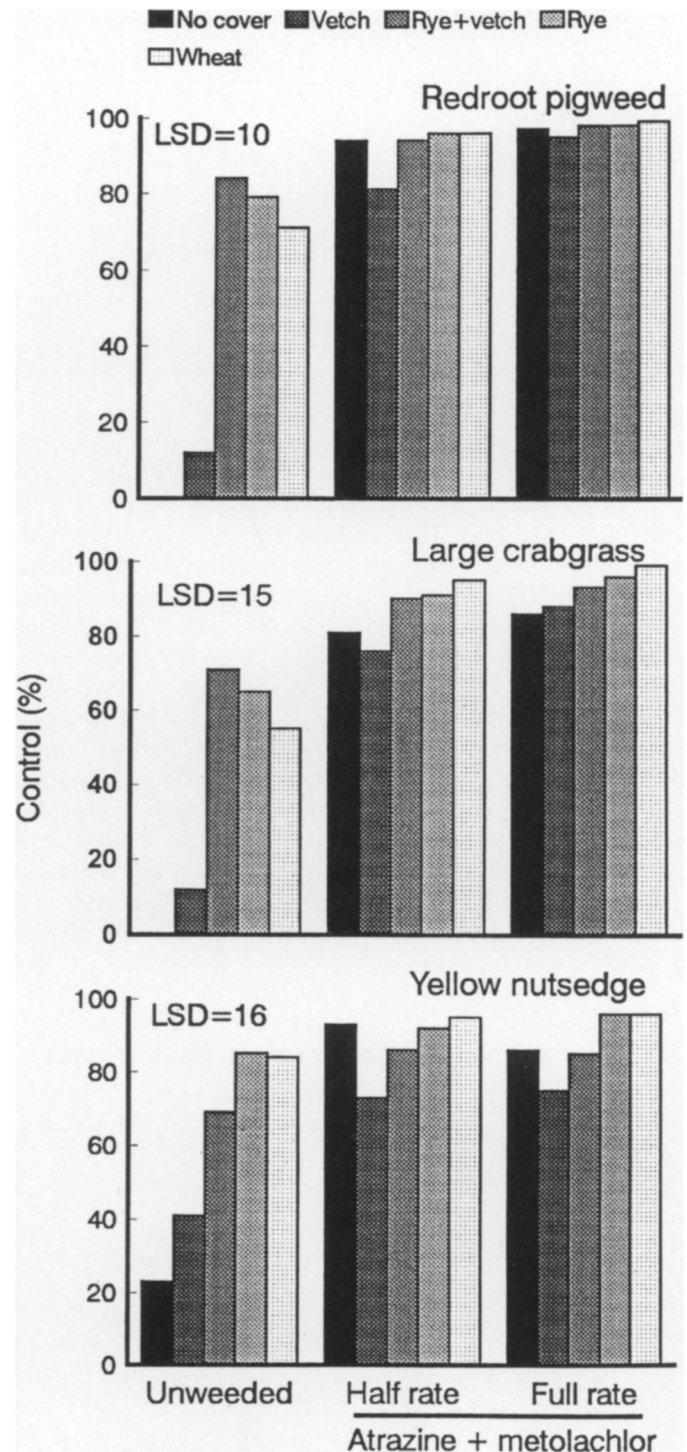 No cover Vetch Rye+vetch Rye
Wheat
Redroot pigweed
LSD=10
100
80
60
40
20
0
Large crabgrass
LSD=15
100
80
60
40
20
0
Control (%)
Yellow nutsedge
LSD=16
100
80
60
40
20
0
Unweeded Half rate Full rate
Atrazine + metolachlor